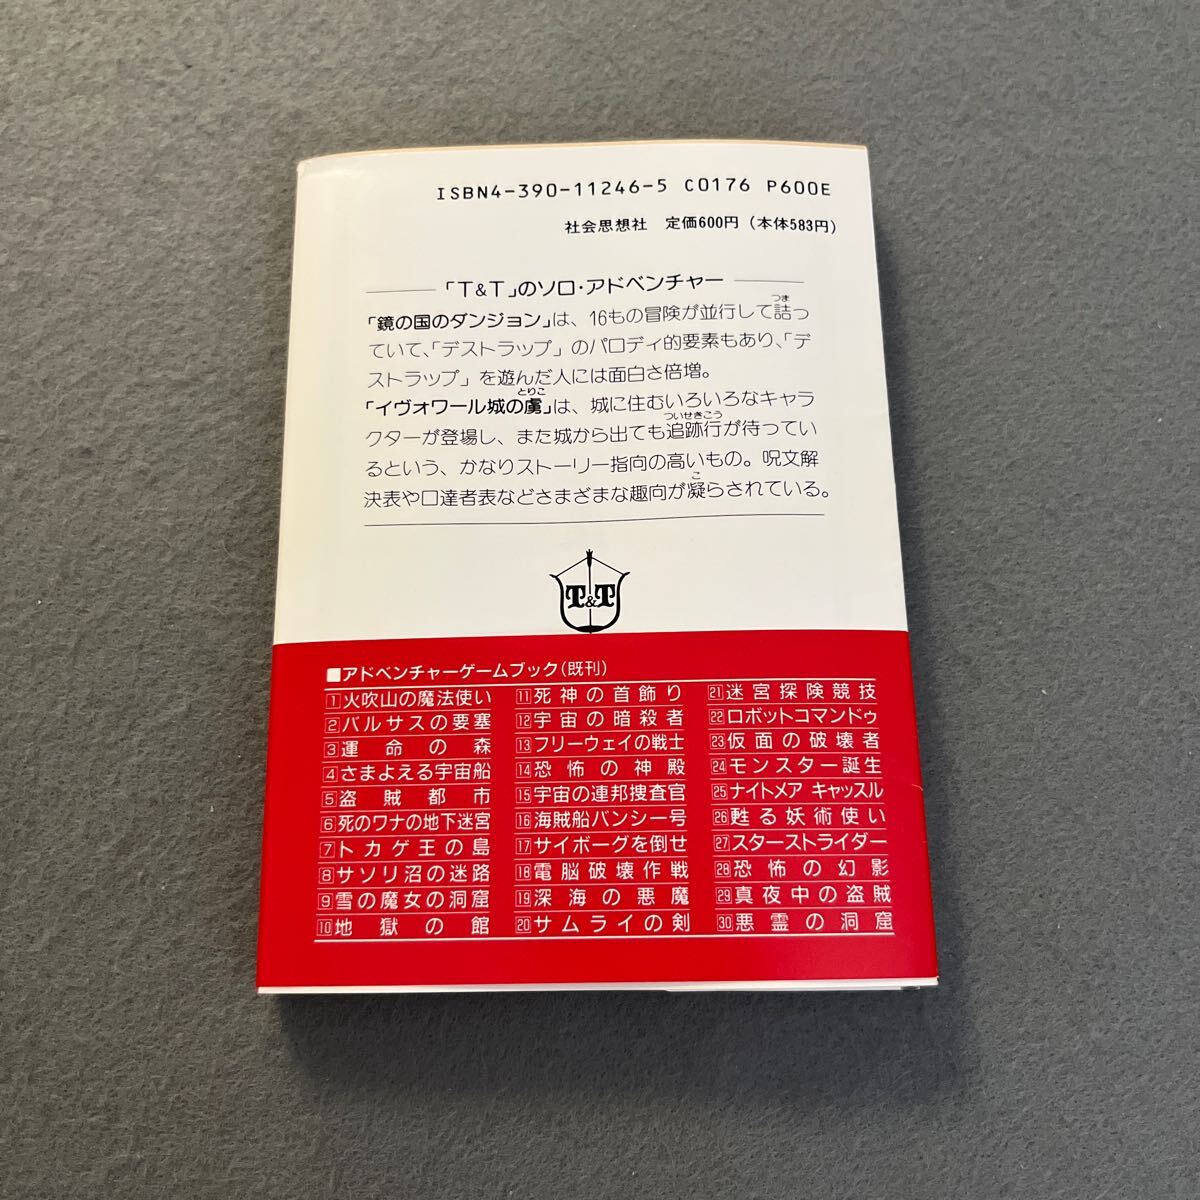 ISBN4-390-11246-5 C0176 P600E
社会思想社 定価600円(本体583円)
「T&T」のソロ・アドベンチャー
「鏡の国のダンジョン」は、16もの冒険が並行して詰っ
つま
ていて、「デストラップ」のパロディ的要素もあり、「デ
ストラップ」を遊んだ人には面白さ倍増。
とりこ
「イヴォワール城の虜」は、城に住むいろいろなキャラ
ついせきこう
クターが登場し、また城から出ても追跡行が待ってい
るという、かなりストーリー指向の高いもの。呪文解
こ
決表や口達者表などさまざまな趣向が凝らされている。
T&T
■アドベンチャーゲームブック(既刊)
1火吹山の魔法使い
2バルサスの要塞
3運命の森
4さまよえる宇宙船
5盗賊都市
6死のワナの地下迷宮
7トカゲ王の島
8サソリ沼の迷路
9雪の魔女の洞窟
10地獄の館
11死神の首飾り
12宇宙の暗殺者
13フリーウェイの戦士
14恐怖の神殿
15宇宙の連邦捜査官
16海賊船バンシー号
17サイボーグを倒せ
18電脳破壊作戦
19深海の悪魔
20サムライの剣
21迷宮探険競技
22ロボットコマンドゥ
23仮面の破壊者
24モンスター誕生
25ナイトメア キャッスル
26甦る妖術使い
27スターストライダー
28恐怖の幻影
29真夜中の盗賊
30悪霊の洞窟